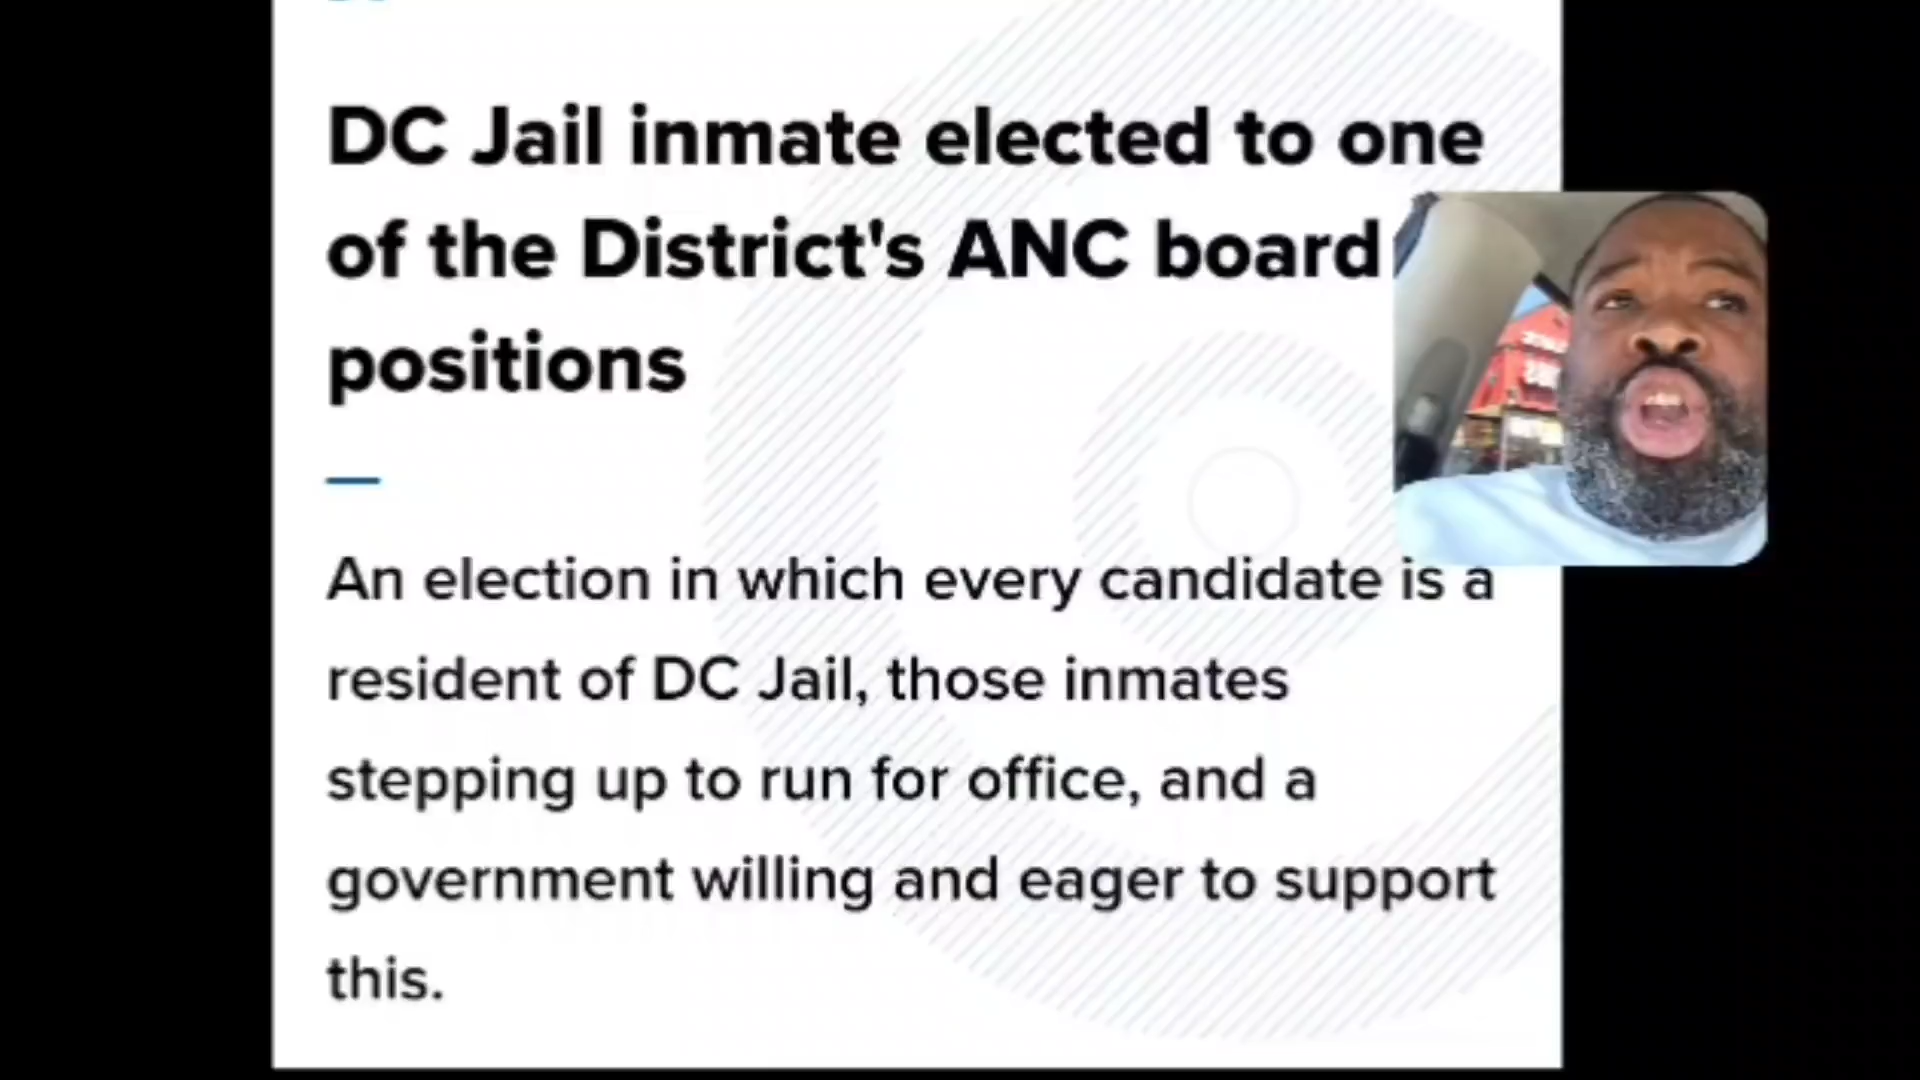 DC Jail inmate elected to one
of the District's ANC board
positions
An election in which every candidate is a
resident of DC Jail, those inmates
stepping up to run for office, and a
government willing and eager to support
this.